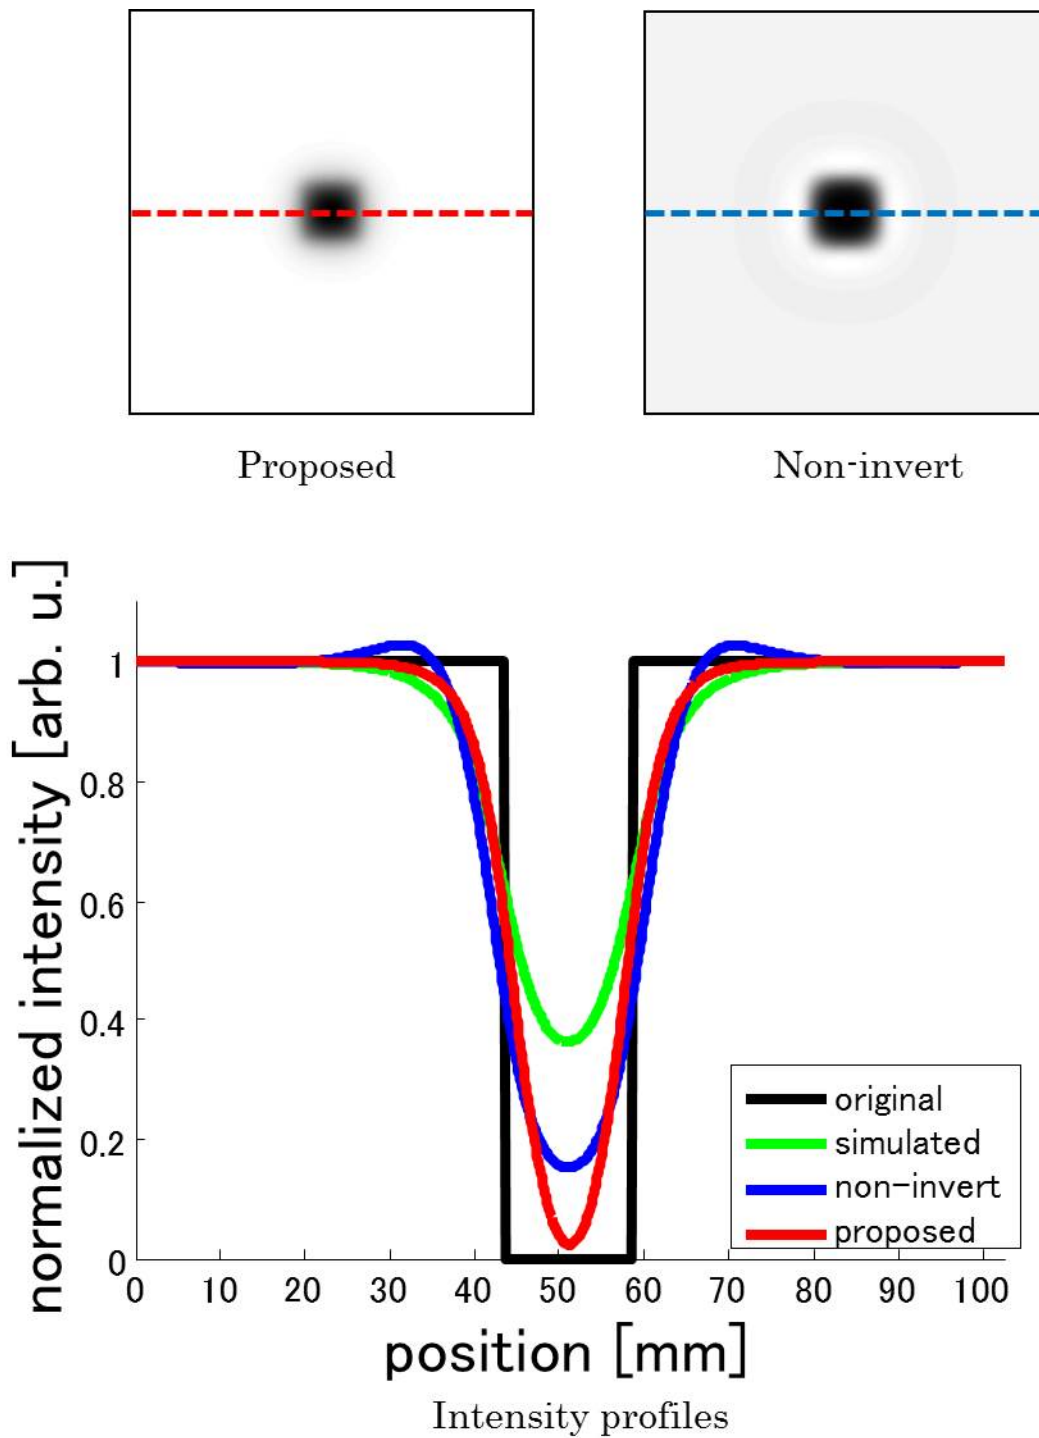 Proposed
Non-invert
normalized intensity [arb. u.]
1
0.8
0.6
0.4
0.2
0
0 10 20 30 40 50 60 70 80 90 100
original
simulated
non-invert
proposed
position [mm]
Intensity profiles